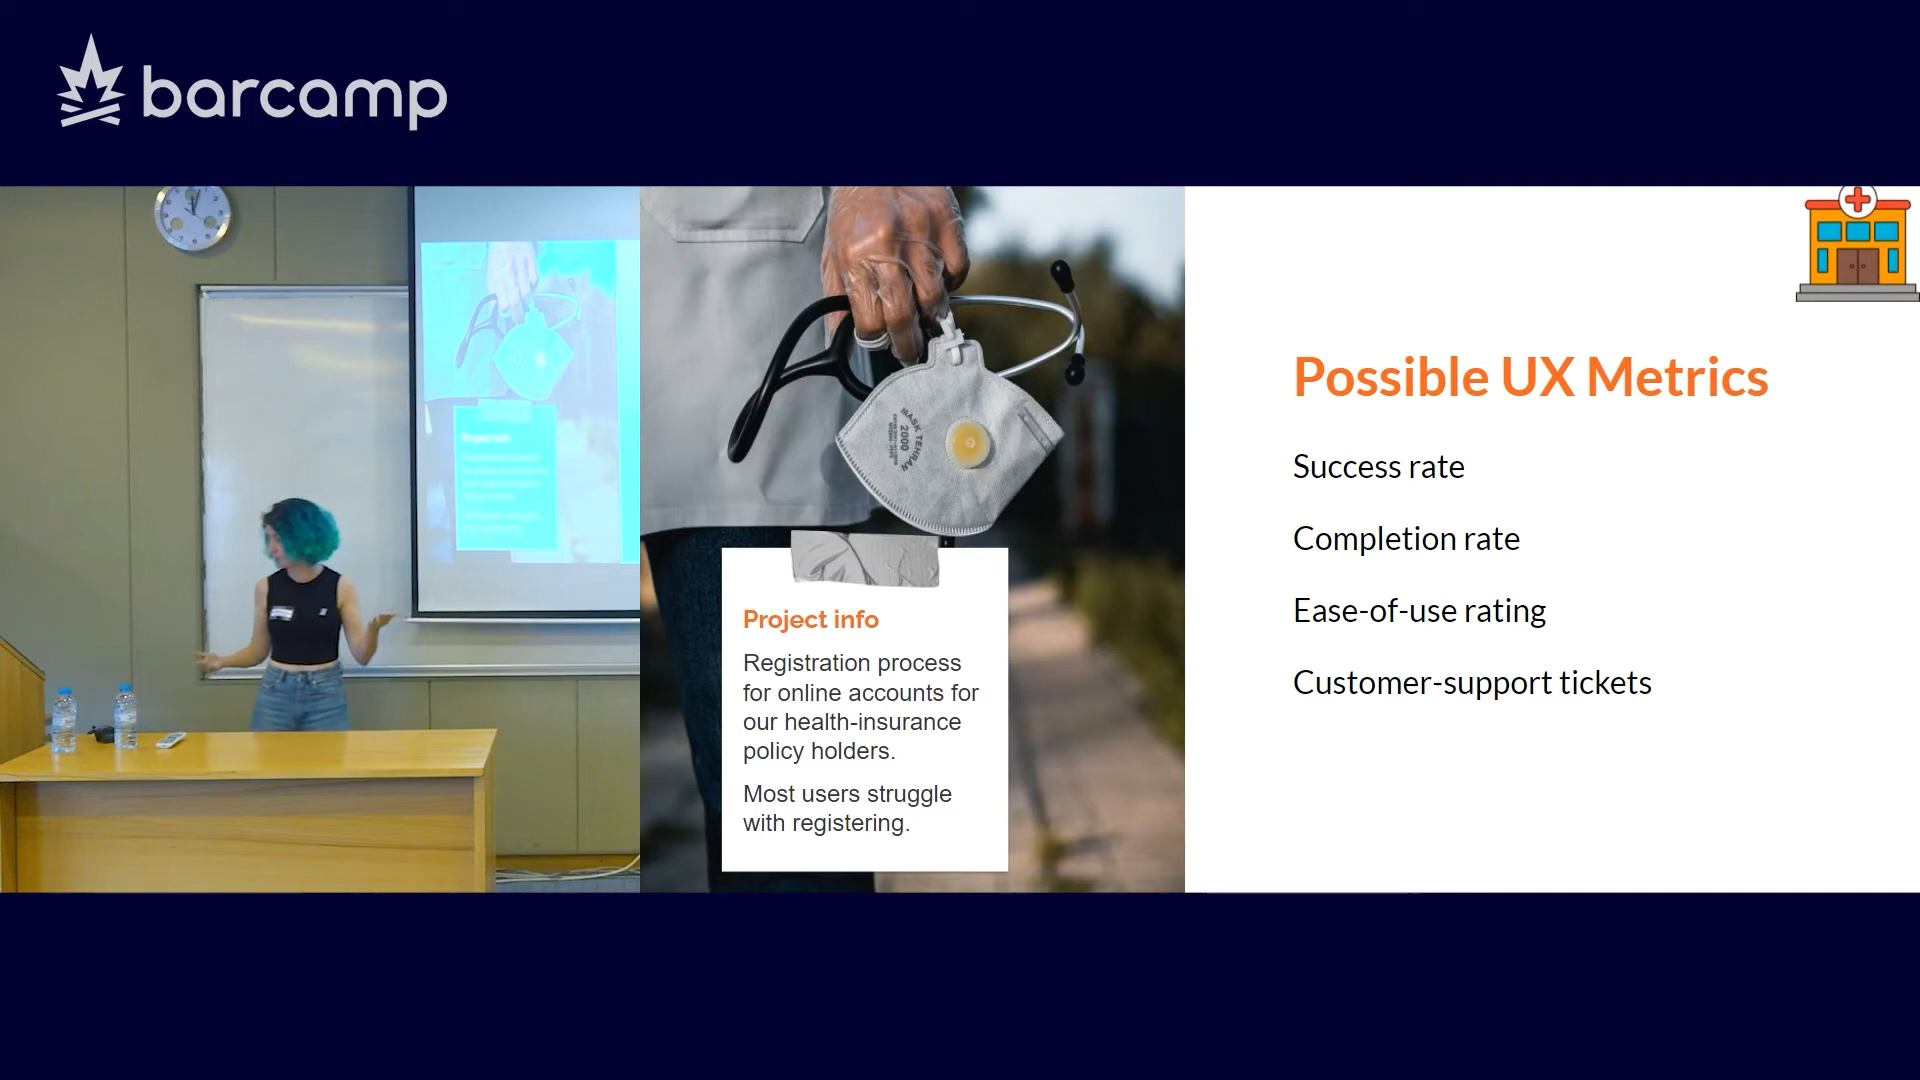 barcamp
MASK TEHRAN
2000
Project info
Registration process
for online accounts for
our health-insurance
policy holders.
Most users struggle
with registering.
Possible UX Metrics
Success rate
Completion rate
Ease-of-use rating
Customer-support tickets